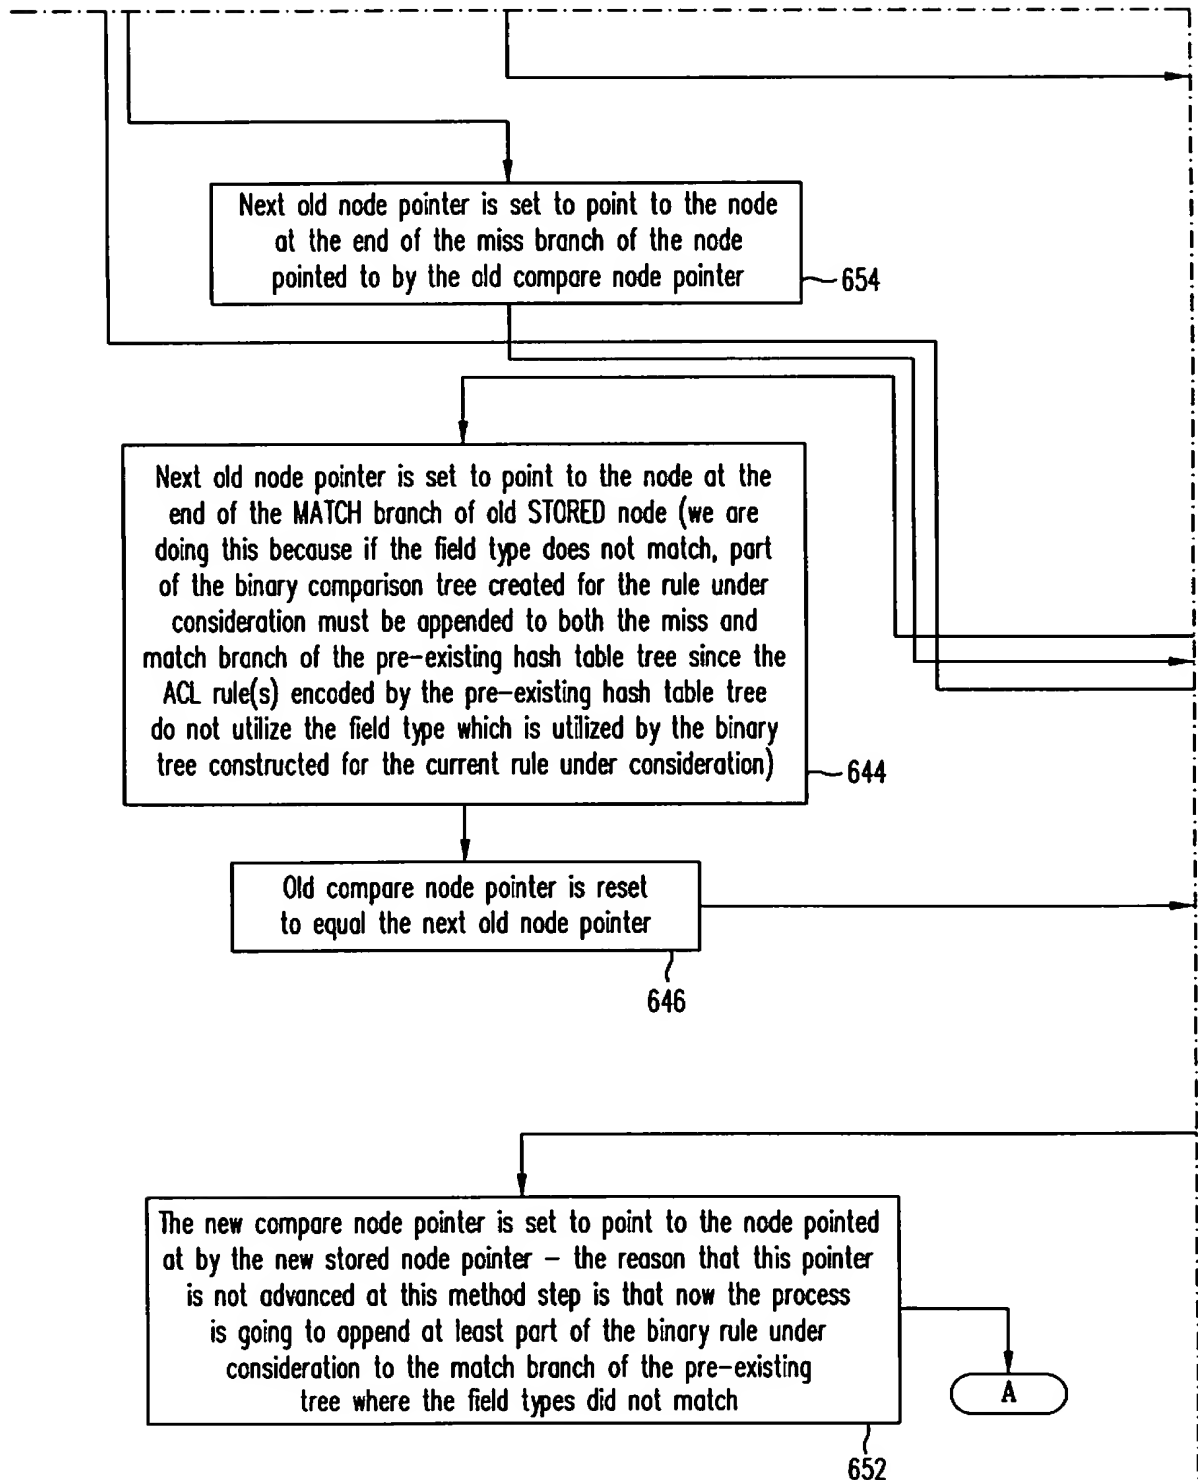 Next old node pointer is set to point to the node
at the end of the miss branch of the node
pointed to by the old compare node pointer
654
Next old node pointer is set to point to the node at the
end of the MATCH branch of old STORED node (we are
doing this because if the field type does not match, part
of the binary comparison tree created for the rule under
consideration must be appended to both the miss and
match branch of the pre-existing hash table tree since the
ACL rule(s) encoded by the pre-existing hash table tree
do not utilize the field type which is utilized by the binary
tree constructed for the current rule under consideration)
644
Old compare node pointer is reset
to equal the next old node pointer
646
The new compare node pointer is set to point to the node pointed
at by the new stored node pointer – the reason that this pointer
is not advanced at this method step is that now the process
is going to append at least part of the binary rule under
consideration to the match branch of the pre-existing
tree where the field types did not match
A
652